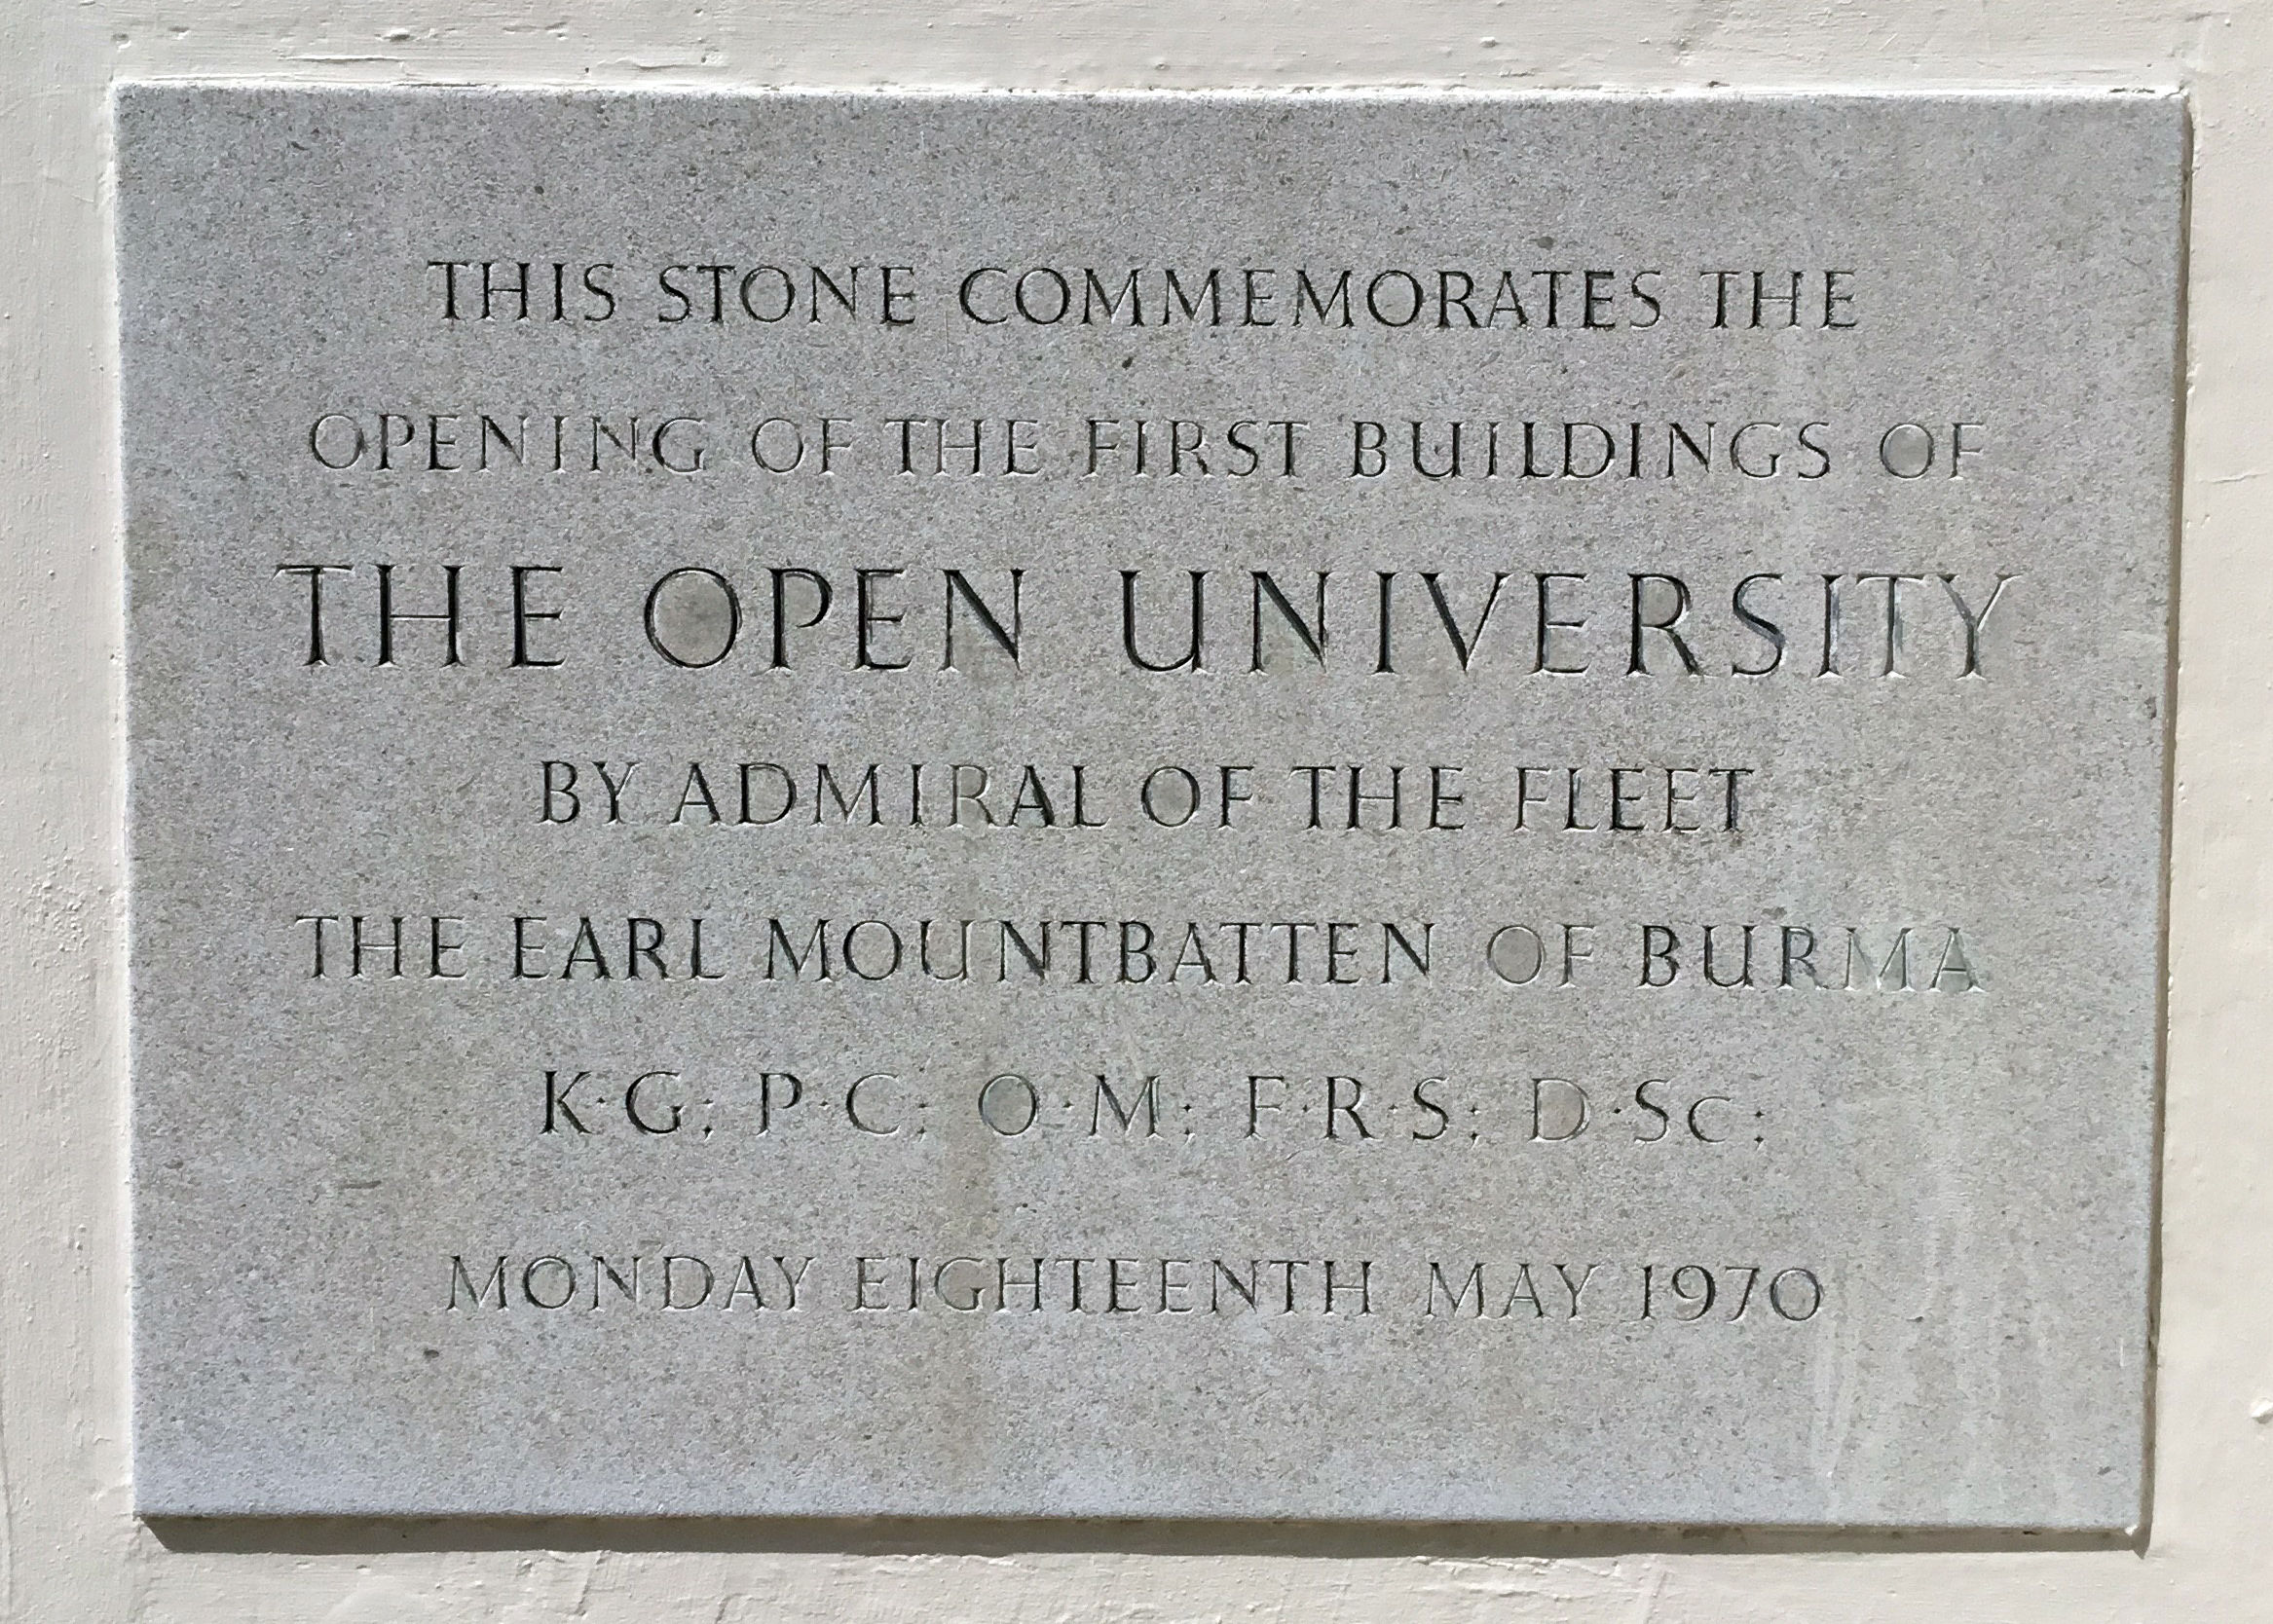 THIS STONE COMMEMORATES THE
OPENING OF THE FIRST BUILDINGS OF
THE OPEN UNIVERSITY
BY ADMIRAL OF THE FLEET
THE EARL MOUNTBATTEN OF BURMA
K·G; P·C; O·M; F·R·S; D·Sc;
MONDAY EIGHTEENTH MAY 1970